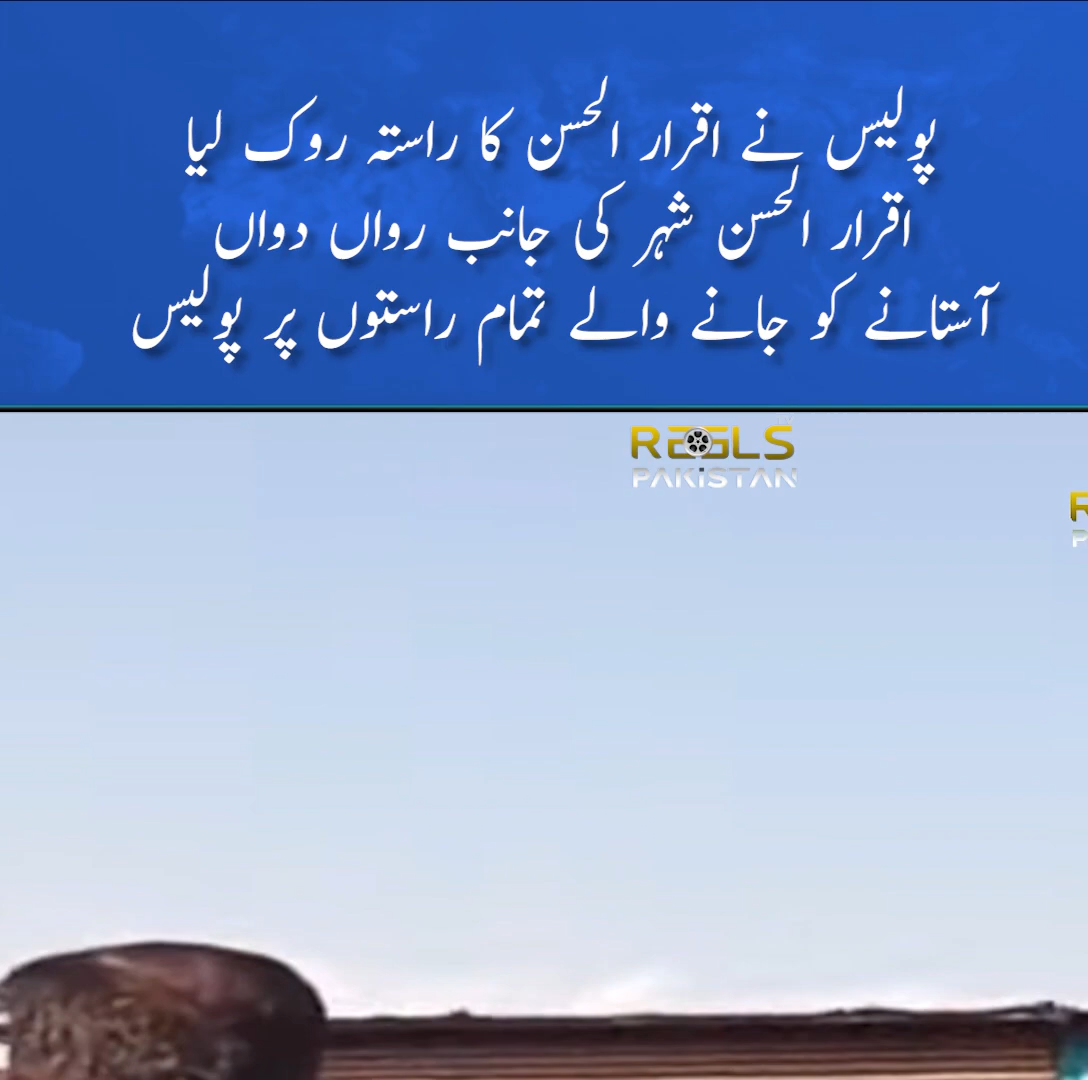 پولیس نے اقرار الحسن کا راستہ روک لیا
اقرار الحسن شہر کی جانب رواں دواں
آستانے کو جانے والے تمام راستوں پر پولیس
REELS
PAKISTAN